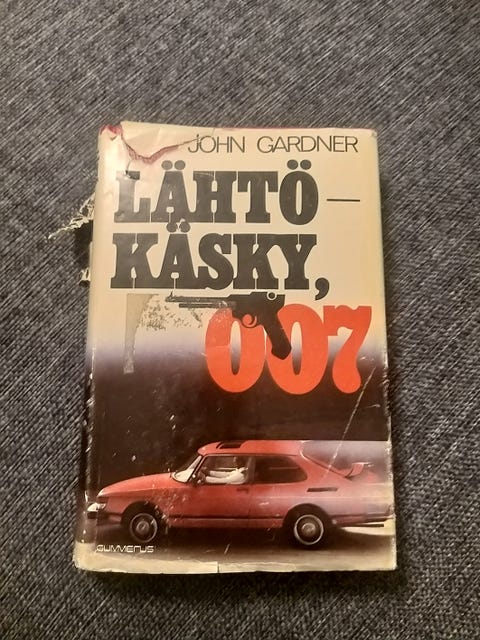 JOHN GARDNER
LÄHTÖ—
KÄSKY,
007
GUMMERUS